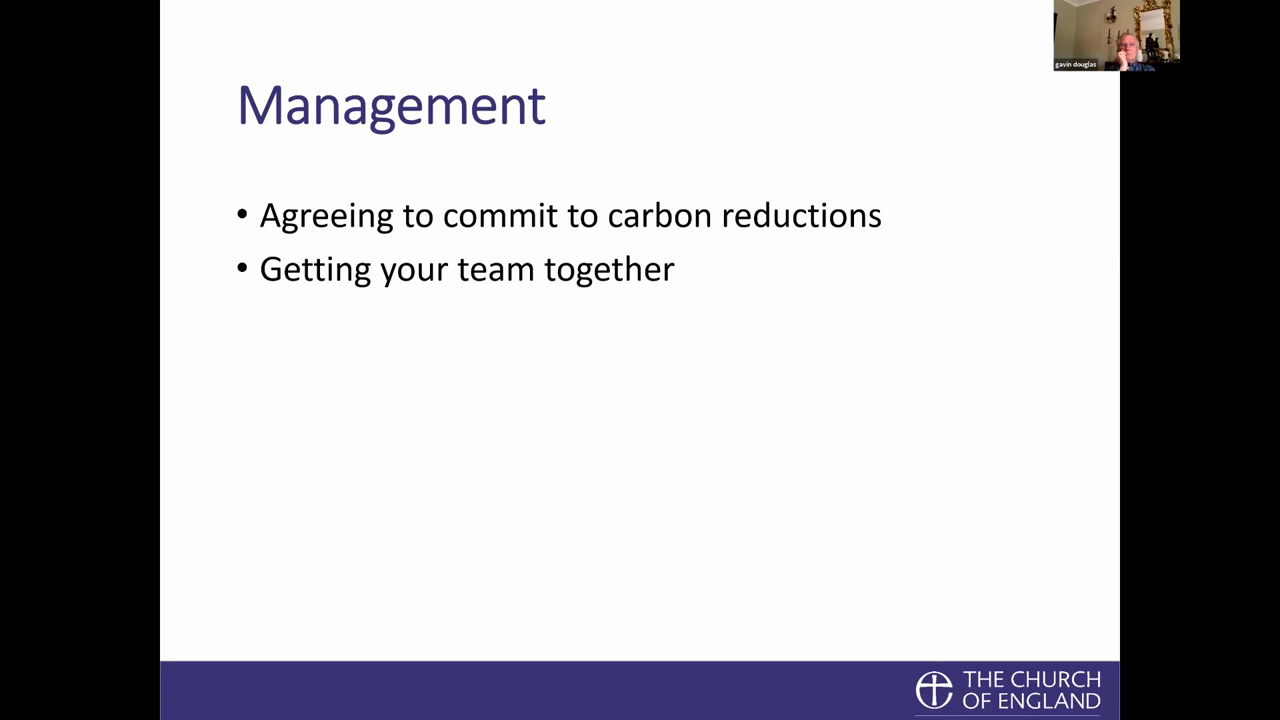 gavin douglas
Management
• Agreeing to commit to carbon reductions
• Getting your team together
THE CHURCH
OF ENGLAND